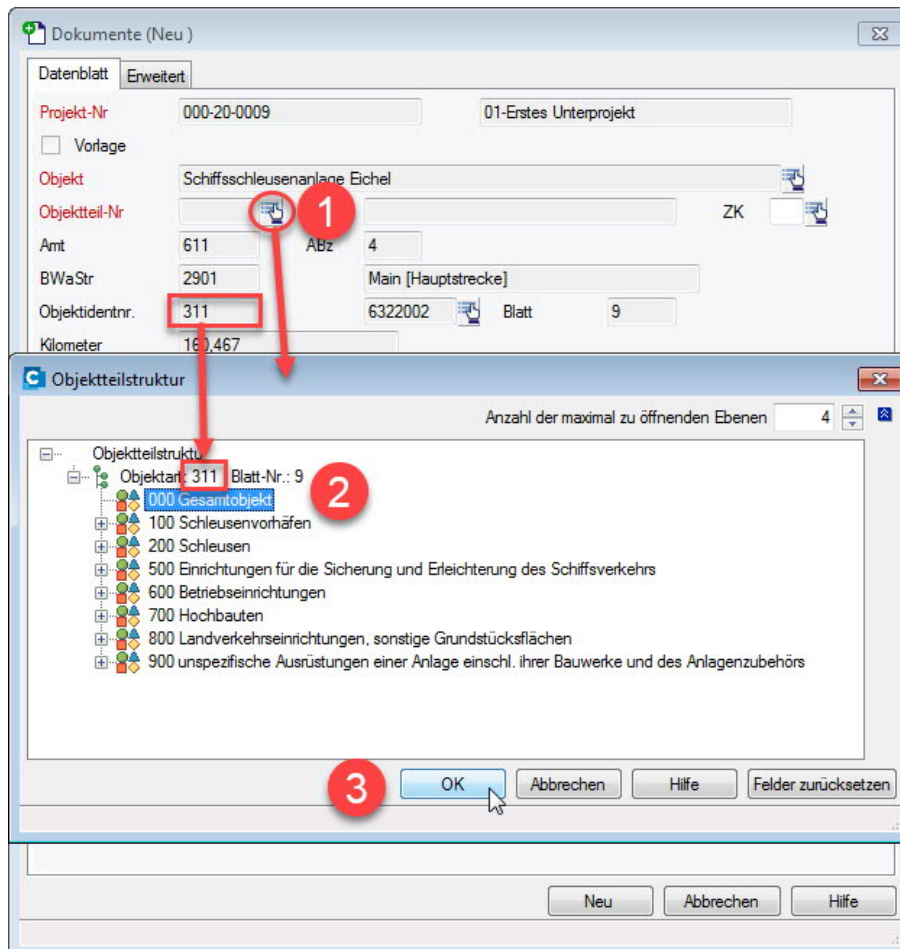 Dokumente (Neu )
Datenblatt Erweitert
Projekt-Nr 000-20-0009 01-Erstes Unterprojekt
Vorlage
Objekt Schiffsschleusenanlage Eichel
Objektteil-Nr 1 ZK
Amt 611 ABz 4
BWaStr 2901 Main [Hauptstrecke]
Objektidentnr. 311 6322002 Blatt 9
Kilometer 160,467
C Objektteilstruktur
Anzahl der maximal zu öffnenden Ebenen 4
Objektteilstruktur
Objektart: 311 Blatt-Nr.: 9 2
000 Gesamtobjekt
100 Schleusenvorhäfen
200 Schleusen
500 Einrichtungen für die Sicherung und Erleichterung des Schiffsverkehrs
600 Betriebseinrichtungen
700 Hochbauten
800 Landverkehrseinrichtungen, sonstige Grundstücksflächen
900 unspezifische Ausrüstungen einer Anlage einschl. ihrer Bauwerke und des Anlagenzubehörs
3 OK Abbrechen Hilfe Felder zurücksetzen
Neu Abbrechen Hilfe